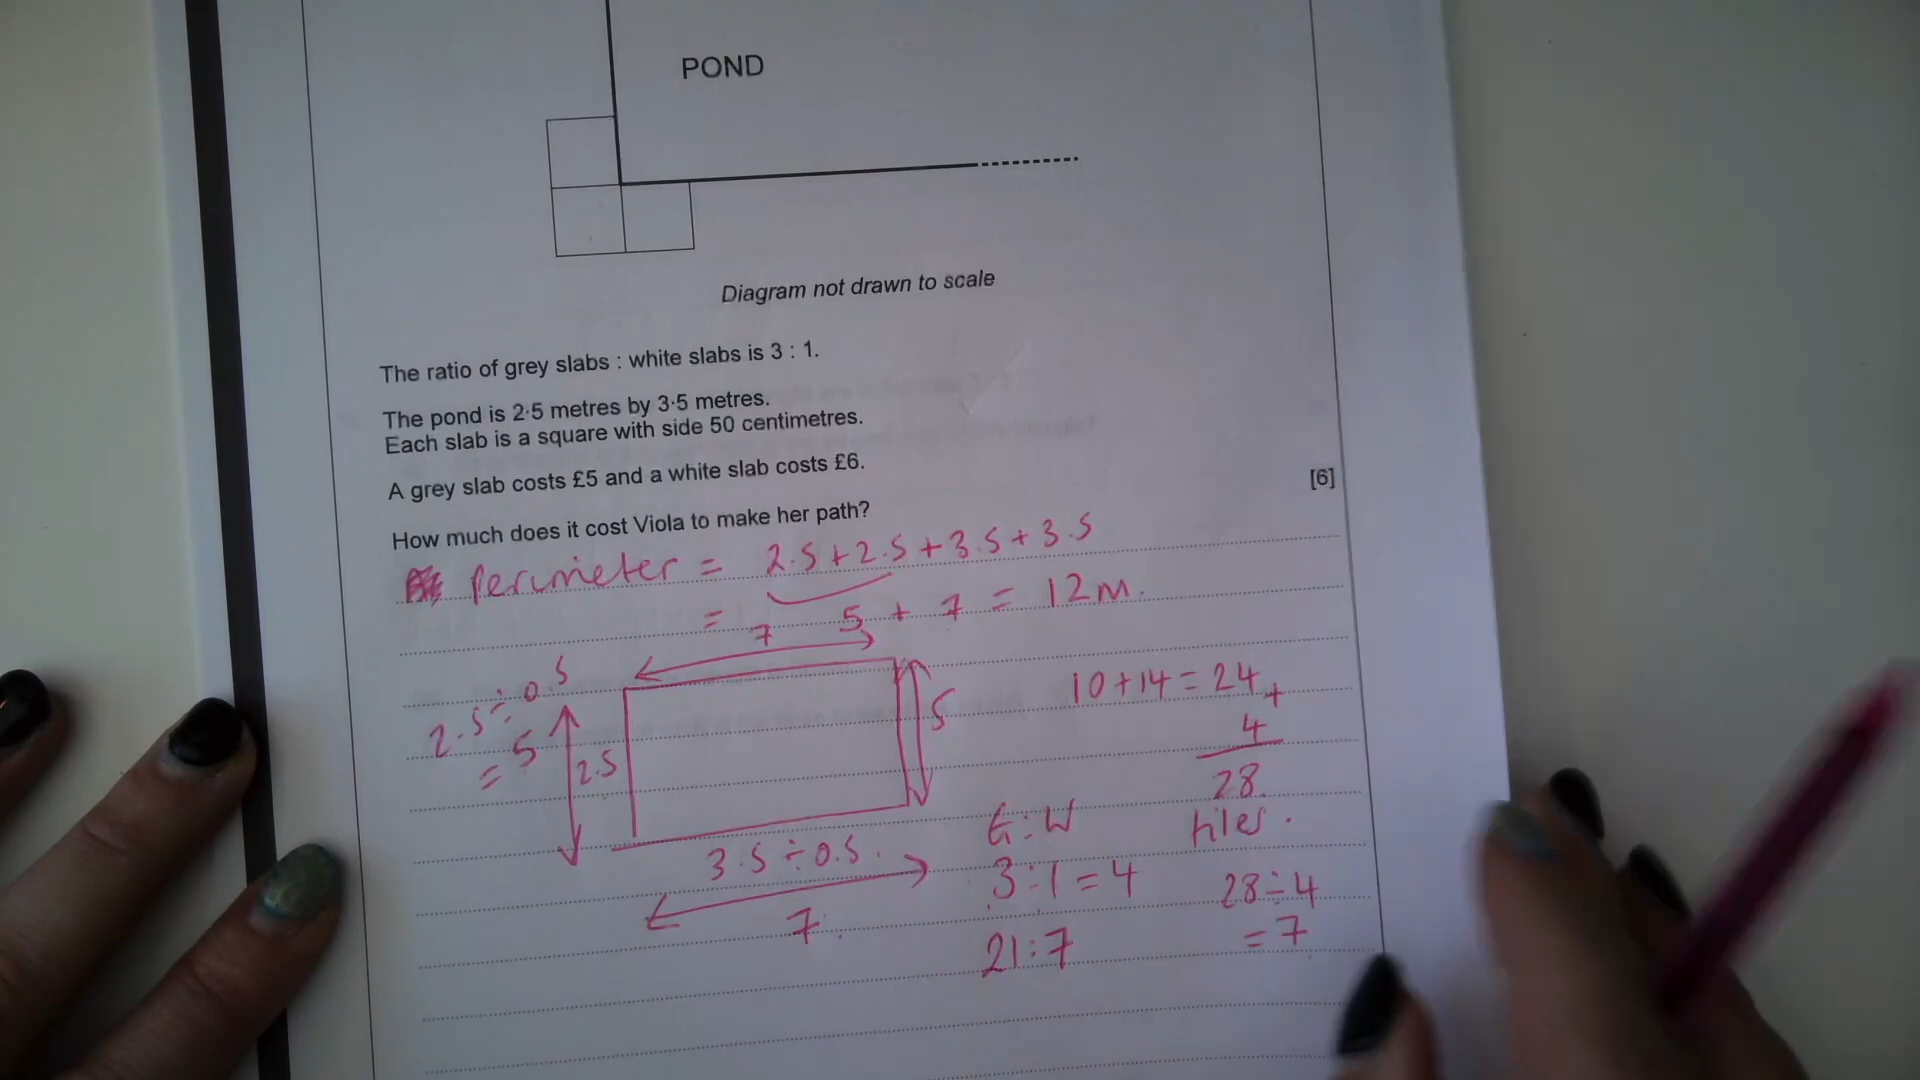 POND
Diagram not drawn to scale
The ratio of grey slabs : white slabs is 3 : 1.
The pond is 2·5 metres by 3·5 metres.
Each slab is a square with side 50 centimetres.
A grey slab costs £5 and a white slab costs £6.
[6]
How much does it cost Viola to make her path?
Perimeter = 2.5 + 2.5 + 3.5 + 3.5
= 5 + 7 = 12m.
7
2.5 ÷ 0.5
= 5
2.5
5
3.5 ÷ 0.5
7
10 + 14 = 24 +
4
28
tiles.
G : W
3 : 1 = 4
21 : 7
28 ÷ 4
= 7